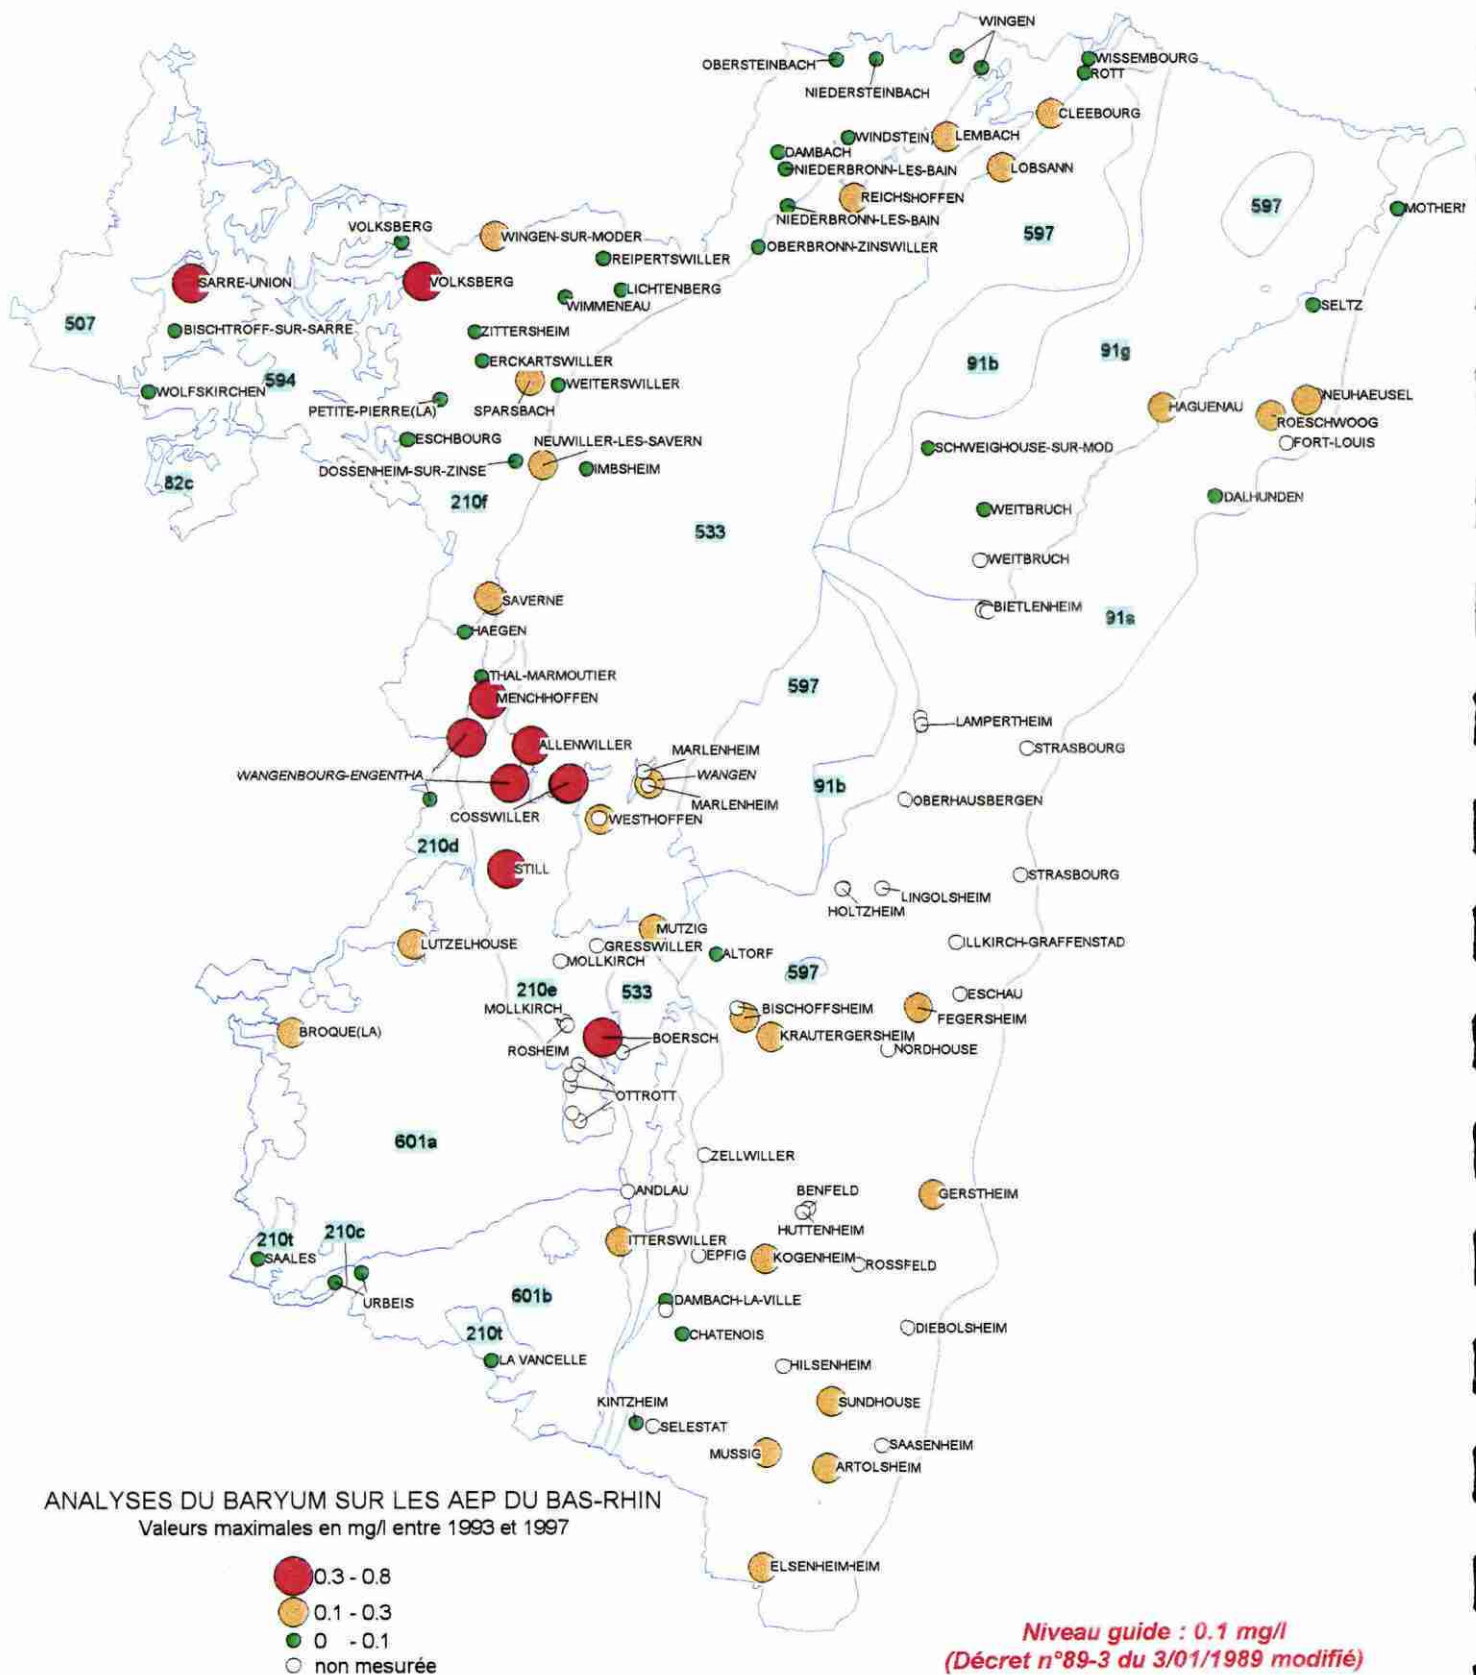 WINGEN
OBERSTEINBACH
WISSEMBOURG
ROTT
NIEDERSTEINBACH
CLEEBOURG
WINDSTEIN
LEMBACH
DAMBACH
NIEDERBRONN-LES-BAIN
LOBSANN
REICHSHOFFEN
597
MOTHERN
NIEDERBRONN-LES-BAIN
VOLKSBERG
WINGEN-SUR-MODER
597
OBERBRONN-ZINSWILLER
REIPERTSWILLER
SARRE-UNION
VOLKSBERG
LICHTENBERG
WIMMENEAU
SELTZ
507
BISCHTROFF-SUR-SARRE
ZITTERSHEIM
91g
ERCKARTSWILLER
91b
594
WOLFSKIRCHEN
WEITERSWILLER
NEUHAEUSEL
PETITE-PIERRE(LA)
SPARSBACH
HAGUENAU
ROESCHWOOG
ESCHBOURG
NEUWILLER-LES-SAVERN
FORT-LOUIS
SCHWEIGHOUSE-SUR-MOD
DOSSENHEIM-SUR-ZINSE
IMBSHEIM
82c
210f
DALHUNDEN
WEITBRUCH
533
WEITBRUCH
SAVERNE
BIETLENHEIM
91s
HAEGEN
THAL-MARMOUTIER
597
MENCHHOFFEN
LAMPERTHEIM
ALLENWILLER
MARLENHEIM
STRASBOURG
WANGENBOURG-ENGENTHA
WANGEN
91b
MARLENHEIM
OBERHAUSBERGEN
COSSWILLER
WESTHOFFEN
210d
STILL
STRASBOURG
LINGOLSHEIM
HOLTZHEIM
MUTZIG
LUTZELHOUSE
GRESSWILLER
ILLKIRCH-GRAFFENSTAD
ALTORF
MOLLKIRCH
597
210e
533
ESCHAU
MOLLKIRCH
BISCHOFFSHEIM
FEGERSHEIM
BROQUE(LA)
BOERSCH
KRAUTERGERSHEIM
ROSHEIM
NORDHOUSE
OTTROTT
601a
ZELLWILLER
ANDLAU
BENFELD
GERSTHEIM
HUTTENHEIM
210t
210c
ITTERSWILLER
SAALES
EPFIG
KOGENHEIM
ROSSFELD
601b
URBEIS
DAMBACH-LA-VILLE
210t
CHATENOIS
DIEBOLSHEIM
LA VANCELLE
HILSENHEIM
KINTZHEIM
SUNDHOUSE
SELESTAT
SAASENHEIM
MUSSIG
ARTOLSHEIM
ELSENHEIMHEIM
ANALYSES DU BARYUM SUR LES AEP DU BAS-RHIN
Valeurs maximales en mg/l entre 1993 et 1997
0.3 - 0.8
0.1 - 0.3
0 - 0.1
non mesurée
Niveau guide : 0.1 mg/l
(Décret n°89-3 du 3/01/1989 modifié)